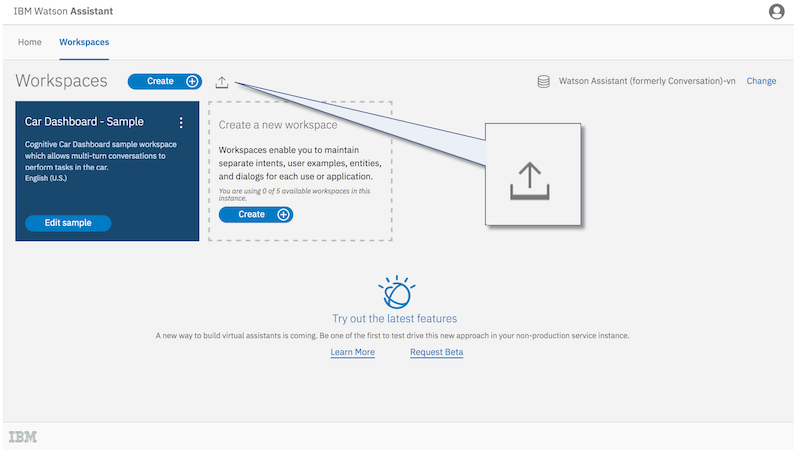 IBM Watson Assistant
Home Workspaces
Workspaces Create Watson Assistant (formerly Conversation)-vn Change
Car Dashboard - Sample
Cognitive Car Dashboard sample workspace
which allows multi-turn conversations to
perform tasks in the car.
English (U.S.)
Edit sample
Create a new workspace
Workspaces enable you to maintain
separate intents, user examples, entities,
and dialogs for each use or application.
You are using 0 of 5 available workspaces in this
instance.
Create
Try out the latest features
A new way to build virtual assistants is coming. Be one of the first to test drive this new approach in your non-production service instance.
Learn More Request Beta
IBM